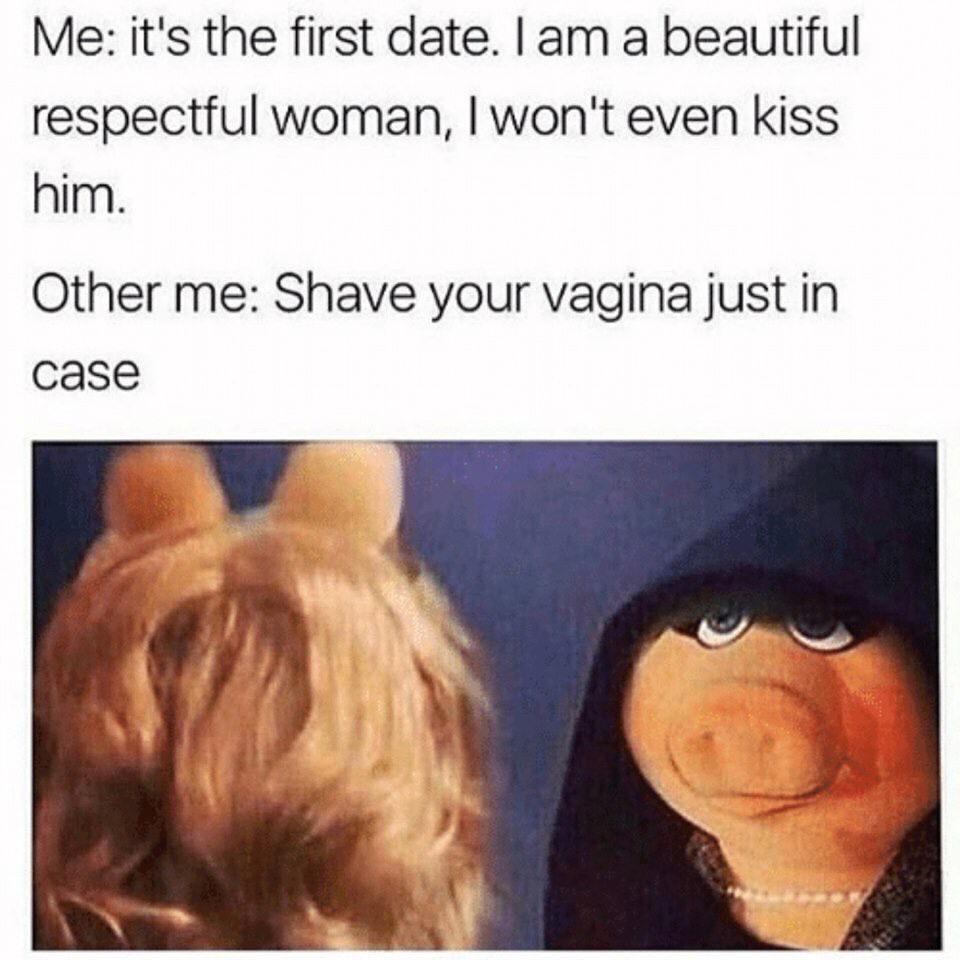 Me: it's the first date. I am a beautiful
respectful woman, I won't even kiss
him.
Other me: Shave your vagina just in
case